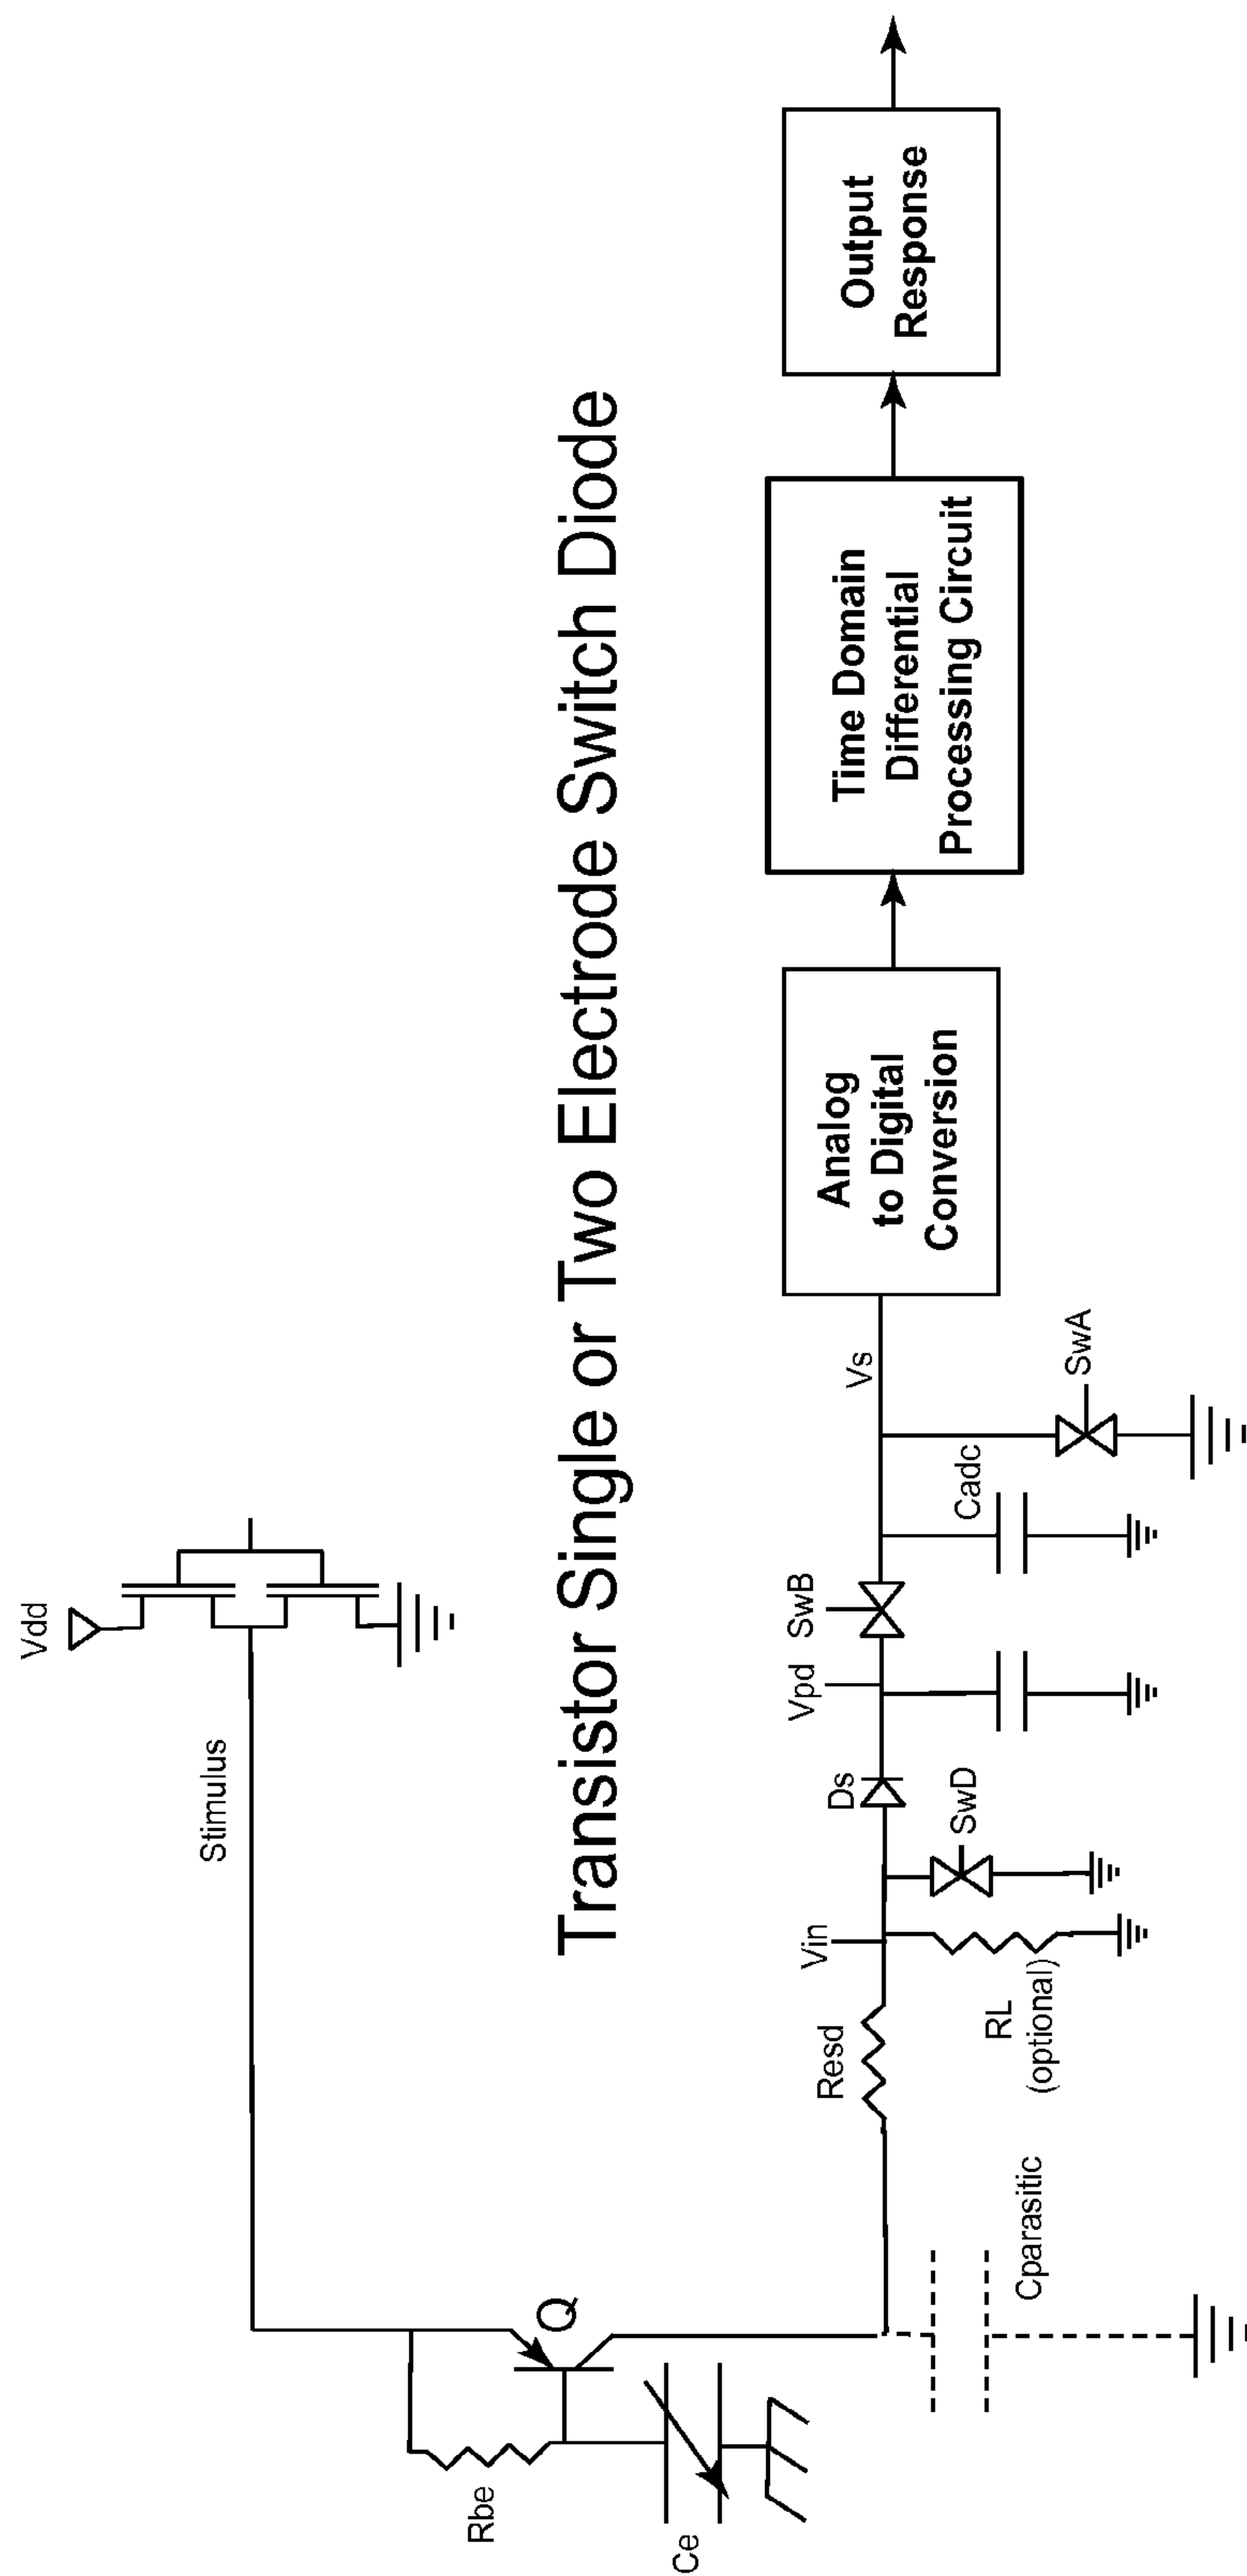 Transistor Single or Two Electrode Switch Diode
Vdd
Stimulus
Rbe
Q
Ce
Cparasitic
Resd
Vin
RL
(optional)
SwD
Ds
Vpd
SwB
Cadc
Vs
SwA
Analog
to Digital
Conversion
Time Domain
Differential
Processing Circuit
Output
Response